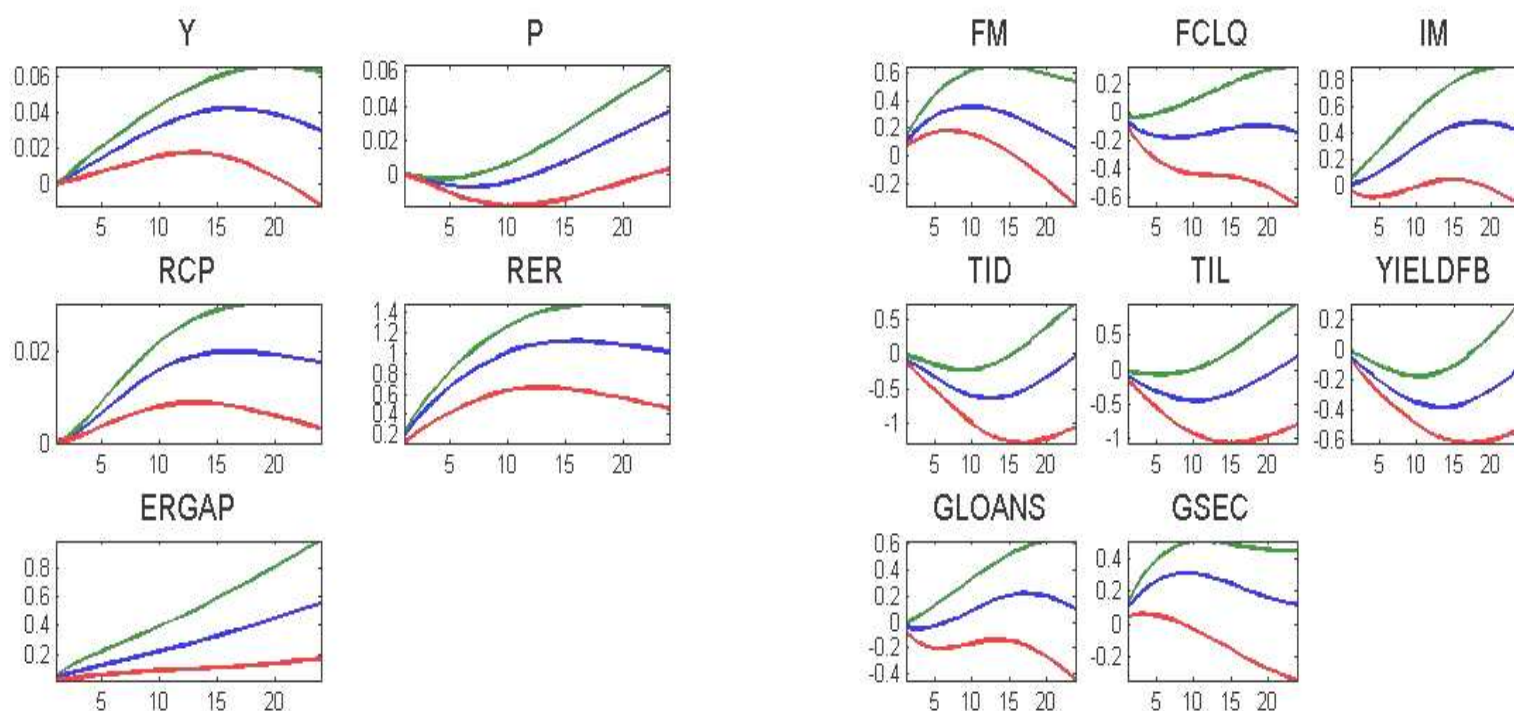 Y P FM FCLQ IM
0.06 0.04 0.02 0 5 10 15 20
0.06 0.04 0.02 0 5 10 15 20
0.6 0.4 0.2 0 -0.2 5 10 15 20
0.2 0 -0.2 -0.4 -0.6 5 10 15 20
0.8 0.6 0.4 0.2 0 5 10 15 20
RCP RER TID TIL YIELDFB
0.02 0 5 10 15 20
1.4 1.2 1 0.8 0.6 0.4 0.2 5 10 15 20
0.5 0 -0.5 -1 5 10 15 20
0.5 0 -0.5 -1 5 10 15 20
0.2 0 -0.2 -0.4 -0.6 5 10 15 20
ERGAP GLOANS GSEC
0.8 0.6 0.4 0.2 5 10 15 20
0.6 0.4 0.2 0 -0.2 -0.4 5 10 15 20
0.4 0.2 0 -0.2 5 10 15 20